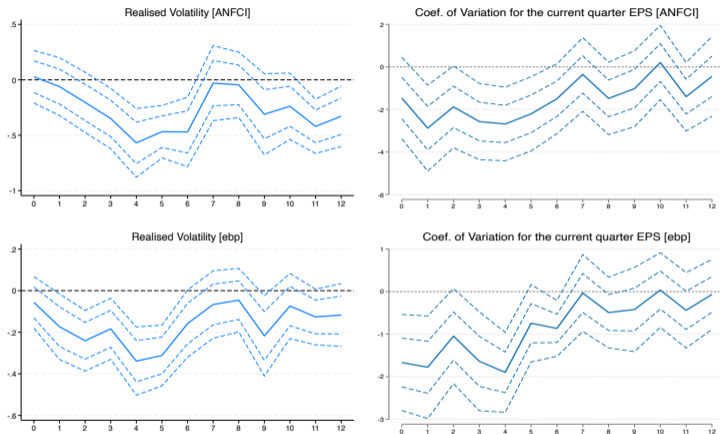 Realised Volatility [ANFCI]
.5
0
-.5
-1
0 1 2 3 4 5 6 7 8 9 10 11 12
Coef. of Variation for the current quarter EPS [ANFCI]
2
0
-2
-4
-6
0 1 2 3 4 5 6 7 8 9 10 11 12
Realised Volatility [ebp]
.2
0
-.2
-.4
-.6
0 1 2 3 4 5 6 7 8 9 10 11 12
Coef. of Variation for the current quarter EPS [ebp]
1
0
-1
-2
-3
0 1 2 3 4 5 6 7 8 9 10 11 12